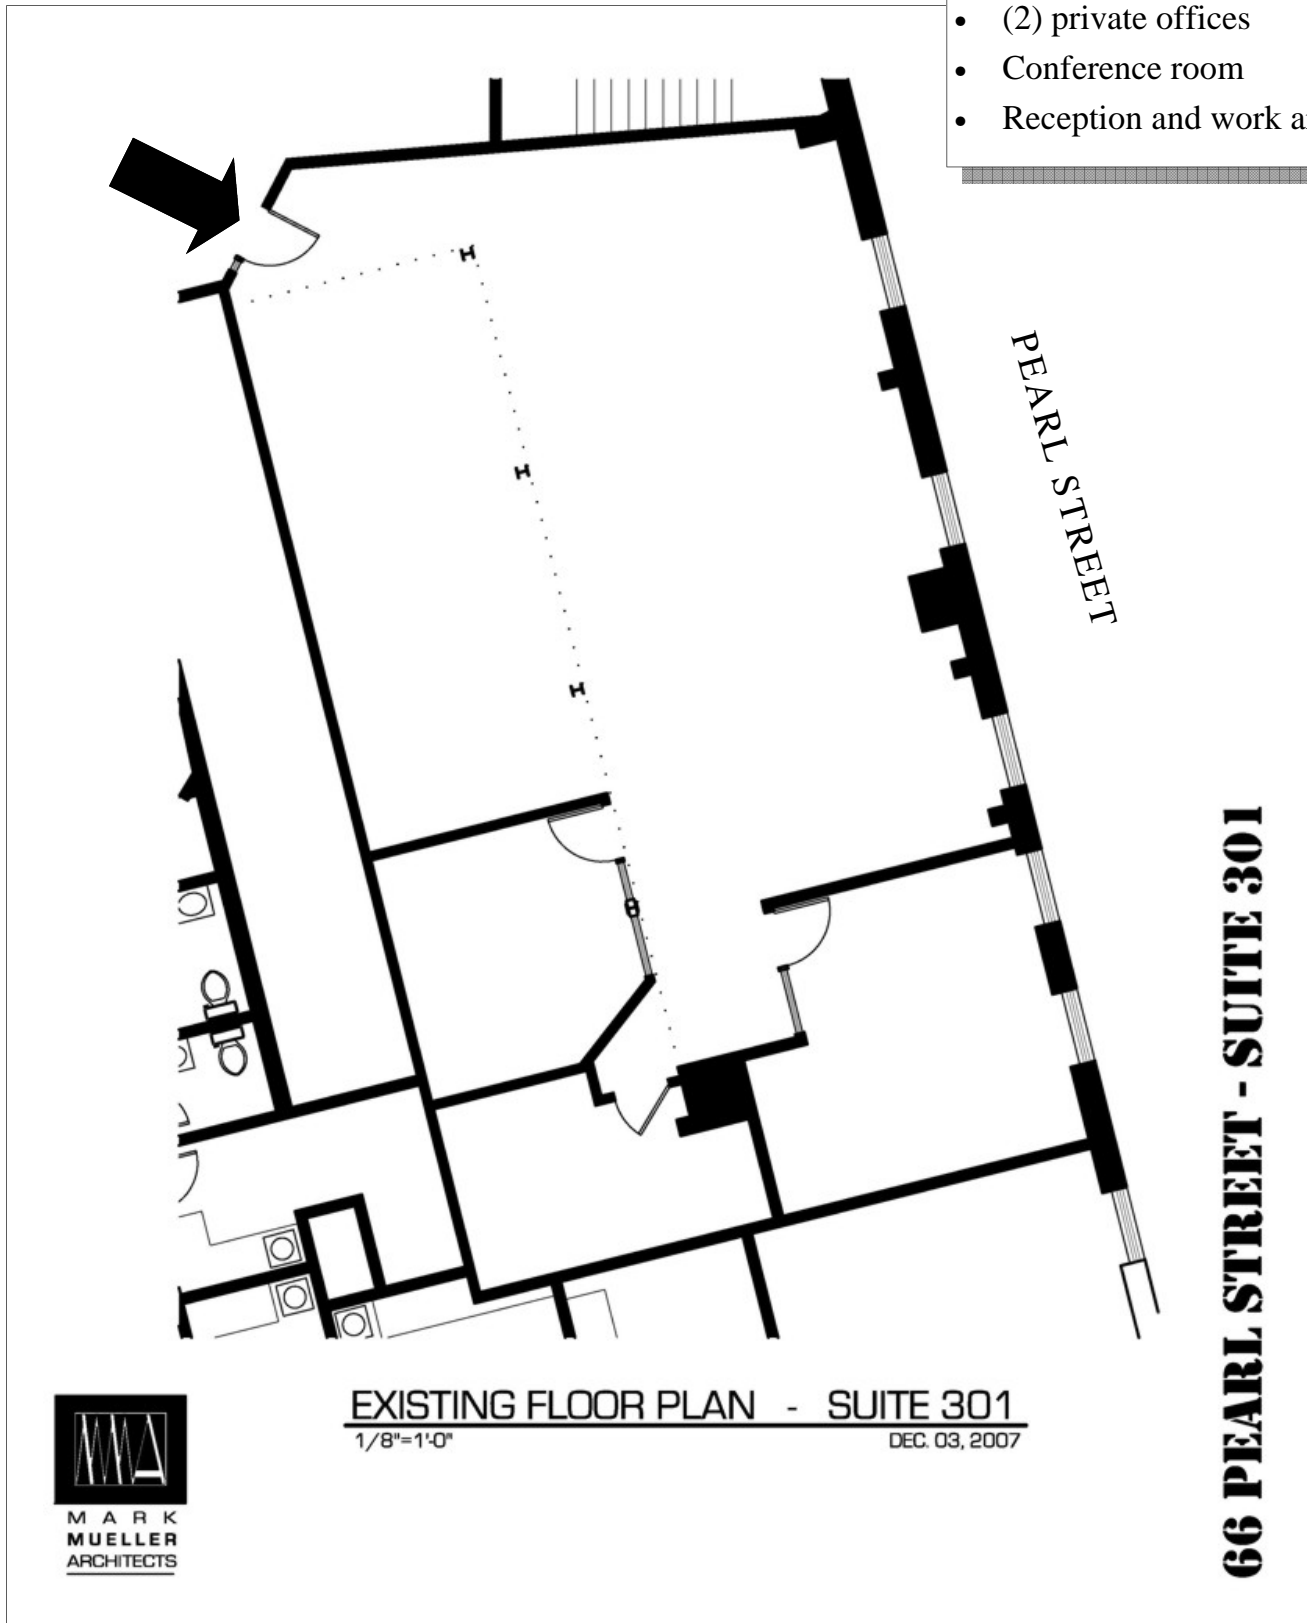 • (2) private offices
• Conference room
• Reception and work
PEARL STREET
66 PEARL STREET - SUITE 301
EXISTING FLOOR PLAN - SUITE 301
1/8"=1'-0"
DEC. 03, 2007
MARK
MUELLER
ARCHITECTS